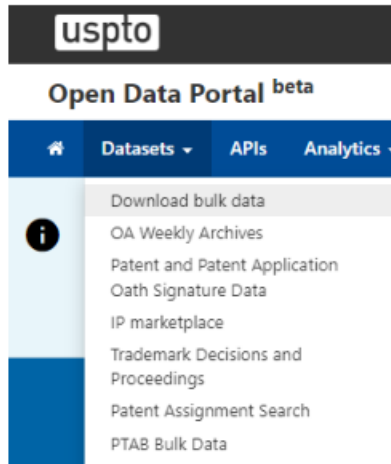 uspto
Open Data Portal beta
Datasets APIs Analytics
Download bulk data
OA Weekly Archives
Patent and Patent Application
Oath Signature Data
IP marketplace
Trademark Decisions and
Proceedings
Patent Assignment Search
PTAB Bulk Data